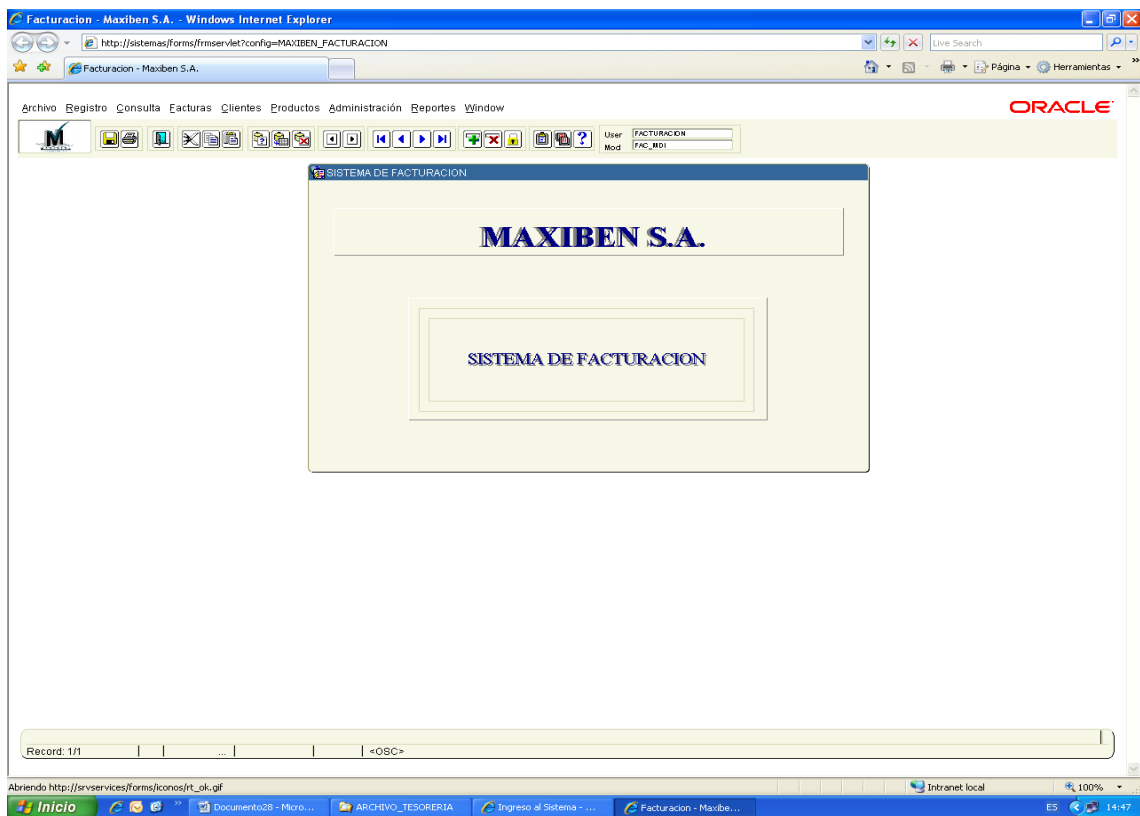 Facturacion - Maxiben S.A. - Windows Internet Explorer
http://sistemas/forms/frmservlet?config=MAXIBEN_FACTURACION
Live Search
Facturacion - Maxiben S.A.
Página
Herramientas
Archivo Registro Consulta Facturas Clientes Productos Administración Reportes Window
ORACLE
M
User FACTURACION
Mod FAC_MDI
SISTEMA DE FACTURACION
MAXIBEN S.A.
SISTEMA DE FACTURACION
Record: 1/1 ... <OSC>
Abriendo http://srvservices/forms/iconos/rt_ok.gif
Intranet local
100%
Inicio
Documento28 - Micro...
ARCHIVO_TESORERIA
Ingreso al Sistema - ...
Facturacion - Maxibe...
ES
14:47